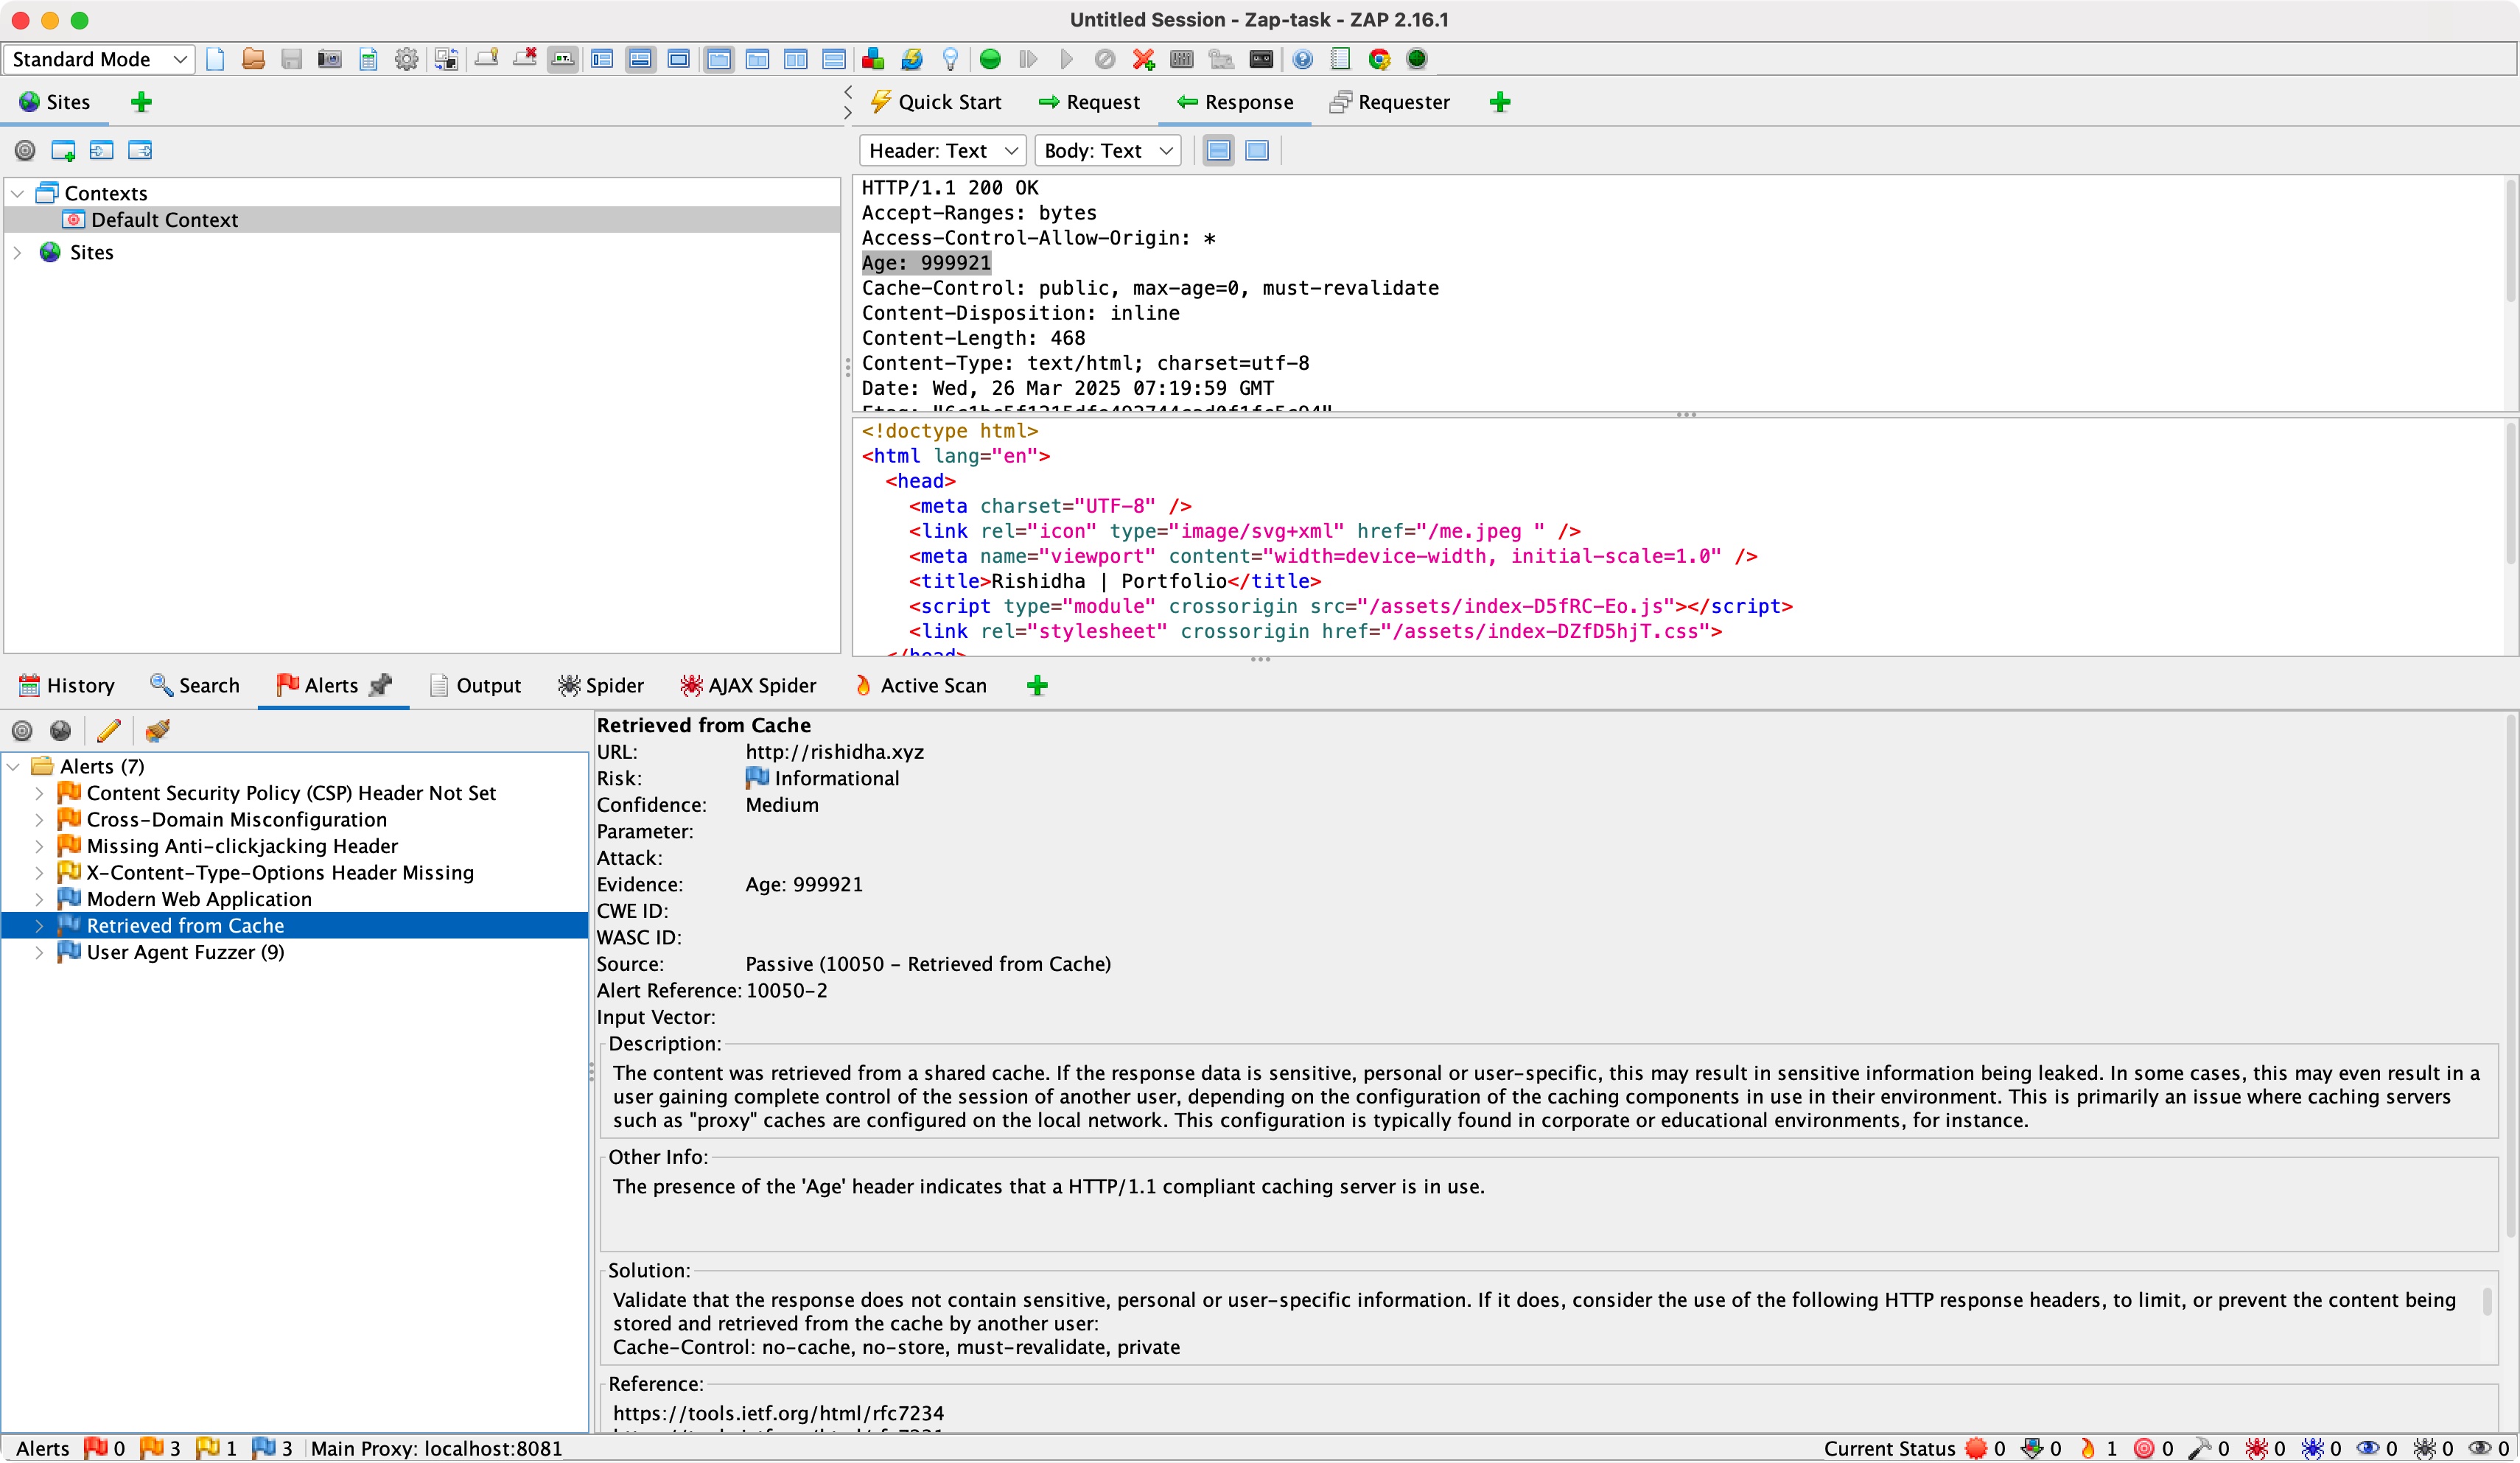 Untitled Session - Zap-task - ZAP 2.16.1
Standard Mode
Sites
Quick Start
Request
Response
Requester
Header: Text
Body: Text
Contexts
Default Context
Sites
HTTP/1.1 200 OK
Accept-Ranges: bytes
Access-Control-Allow-Origin: *
Age: 999921
Cache-Control: public, max-age=0, must-revalidate
Content-Disposition: inline
Content-Length: 468
Content-Type: text/html; charset=utf-8
Date: Wed, 26 Mar 2025 07:19:59 GMT
<!doctype html>
<html lang="en">
<head>
<meta charset="UTF-8" />
<link rel="icon" type="image/svg+xml" href="/me.jpeg " />
<meta name="viewport" content="width=device-width, initial-scale=1.0" />
<title>Rishidha | Portfolio</title>
<script type="module" crossorigin src="/assets/index-D5fRC-Eo.js"></script>
<link rel="stylesheet" crossorigin href="/assets/index-DZfD5hjT.css">
</head>
History
Search
Alerts
Output
Spider
AJAX Spider
Active Scan
Alerts (7)
Content Security Policy (CSP) Header Not Set
Cross-Domain Misconfiguration
Missing Anti-clickjacking Header
X-Content-Type-Options Header Missing
Modern Web Application
Retrieved from Cache
User Agent Fuzzer (9)
Retrieved from Cache
URL: http://rishidha.xyz
Risk: Informational
Confidence: Medium
Parameter:
Attack:
Evidence: Age: 999921
CWE ID:
WASC ID:
Source: Passive (10050 - Retrieved from Cache)
Alert Reference: 10050-2
Input Vector:
Description:
The content was retrieved from a shared cache. If the response data is sensitive, personal or user-specific, this may result in sensitive information being leaked. In some cases, this may even result in a
user gaining complete control of the session of another user, depending on the configuration of the caching components in use in their environment. This is primarily an issue where caching servers
such as "proxy" caches are configured on the local network. This configuration is typically found in corporate or educational environments, for instance.
Other Info:
The presence of the 'Age' header indicates that a HTTP/1.1 compliant caching server is in use.
Solution:
Validate that the response does not contain sensitive, personal or user-specific information. If it does, consider the use of the following HTTP response headers, to limit, or prevent the content being
stored and retrieved from the cache by another user:
Cache-Control: no-cache, no-store, must-revalidate, private
Reference:
https://tools.ietf.org/html/rfc7234
Alerts 0 3 1 3 Main Proxy: localhost:8081
Current Status 0 0 1 0 0 0 0 0 0 0